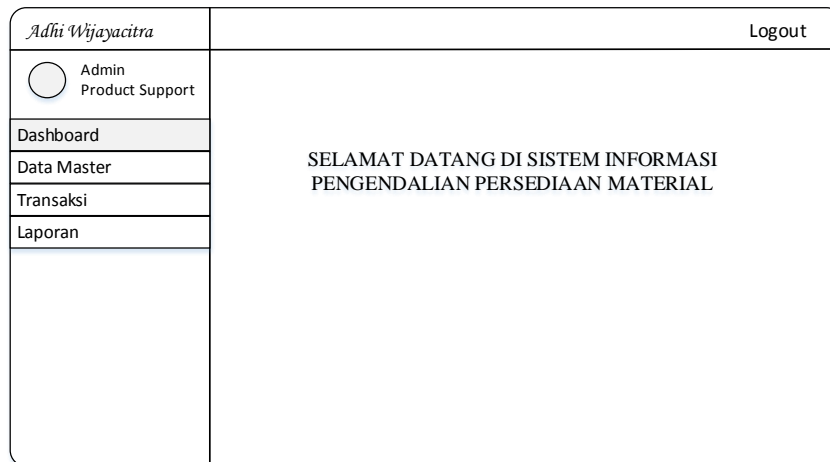 Adhi Wijayacitra
Logout
Admin
Product Support
Dashboard
Data Master
Transaksi
Laporan
SELAMAT DATANG DI SISTEM INFORMASI
PENGENDALIAN PERSEDIAAN MATERIAL